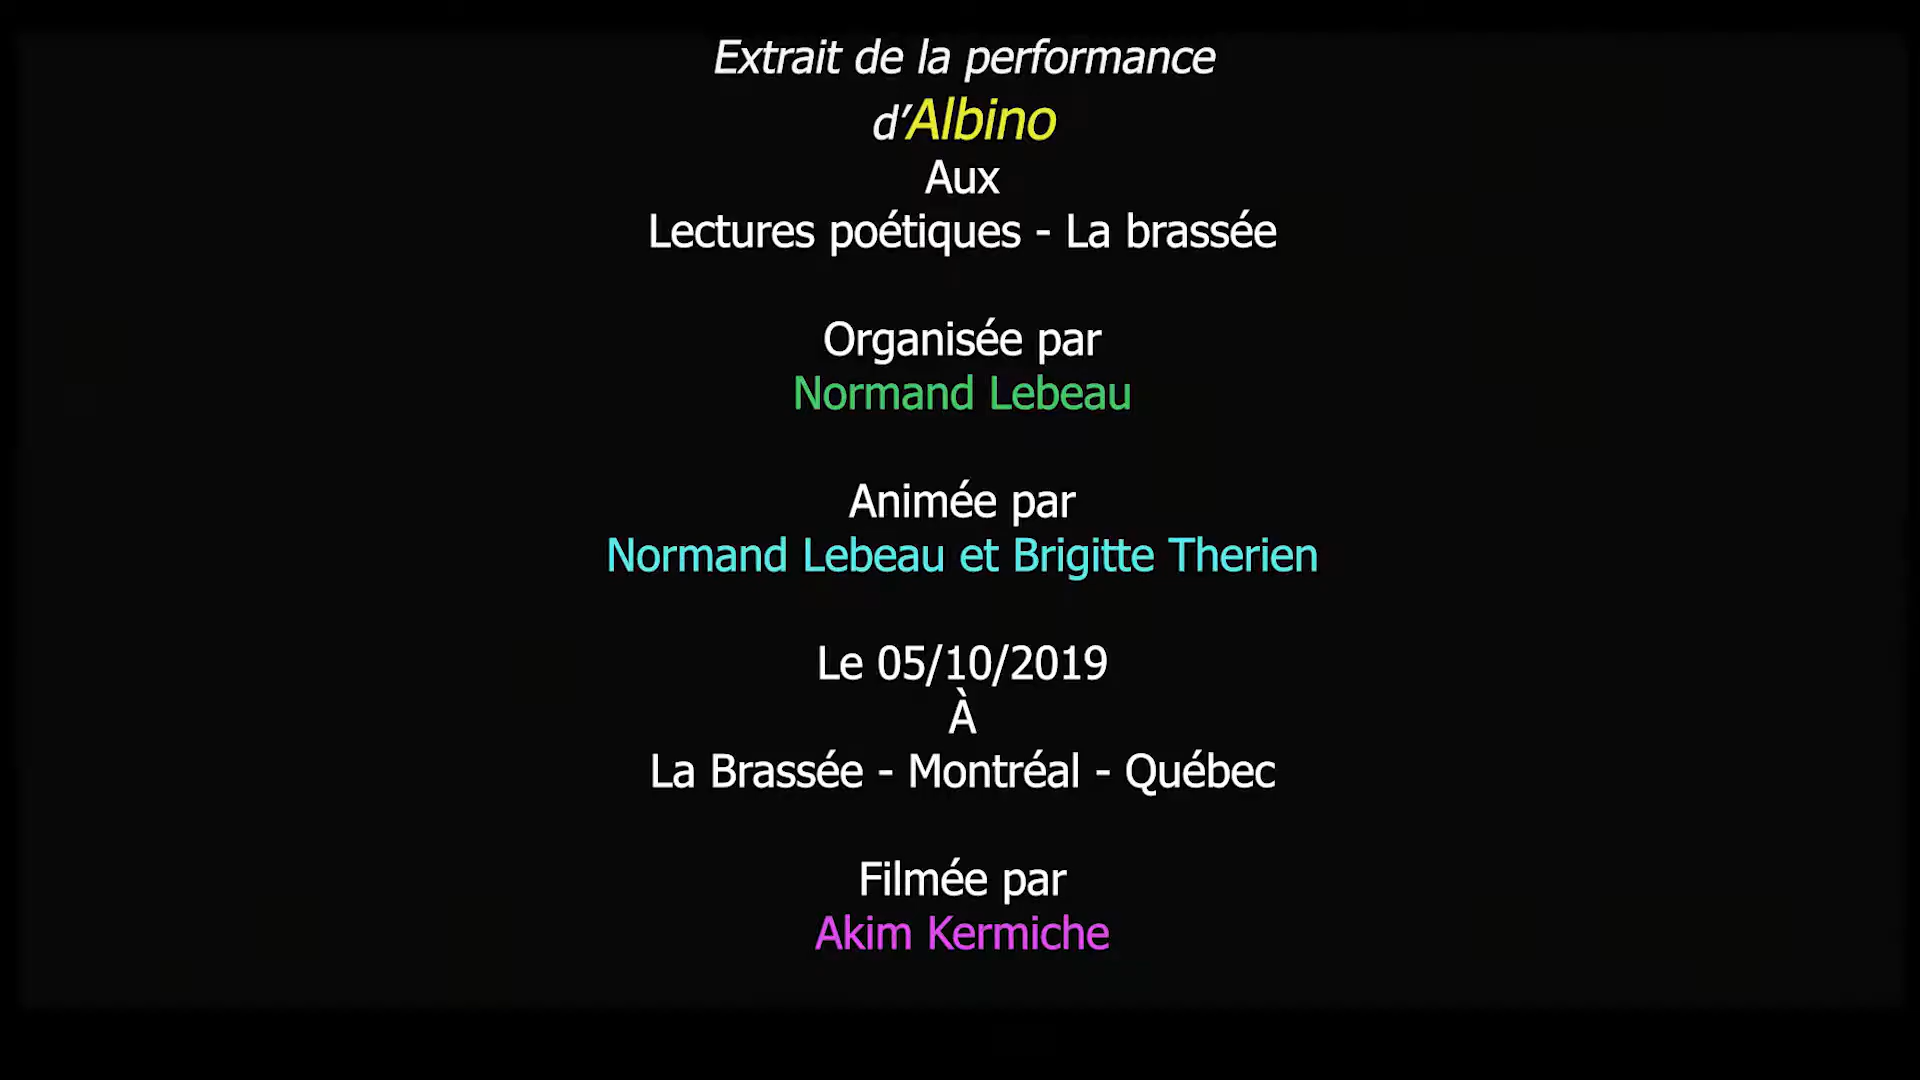 Extrait de la performance
d’Albino
Aux
Lectures poétiques - La brassée
Organisée par
Normand Lebeau
Animée par
Normand Lebeau et Brigitte Therien
Le 05/10/2019
À
La Brassée - Montréal - Québec
Filmée par
Akim Kermiche